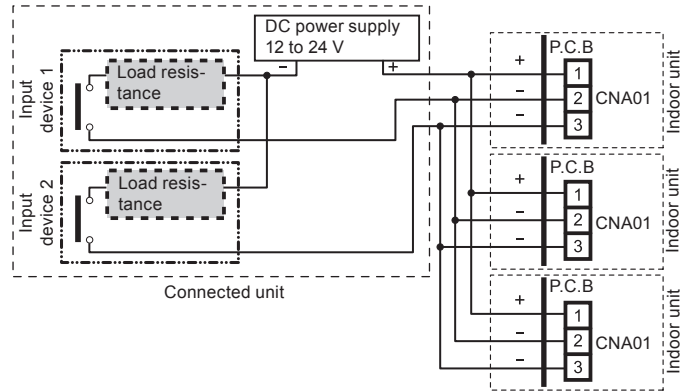 DC power supply
12 to 24 V
−
+
Input
device 1
Load resis-
tance
Input
device 2
Load resis-
tance
Connected unit
P.C.B
+
−
−
1
2
3
CNA01
Indoor unit
P.C.B
+
−
−
1
2
3
CNA01
Indoor unit
P.C.B
+
−
−
1
2
3
CNA01
Indoor unit